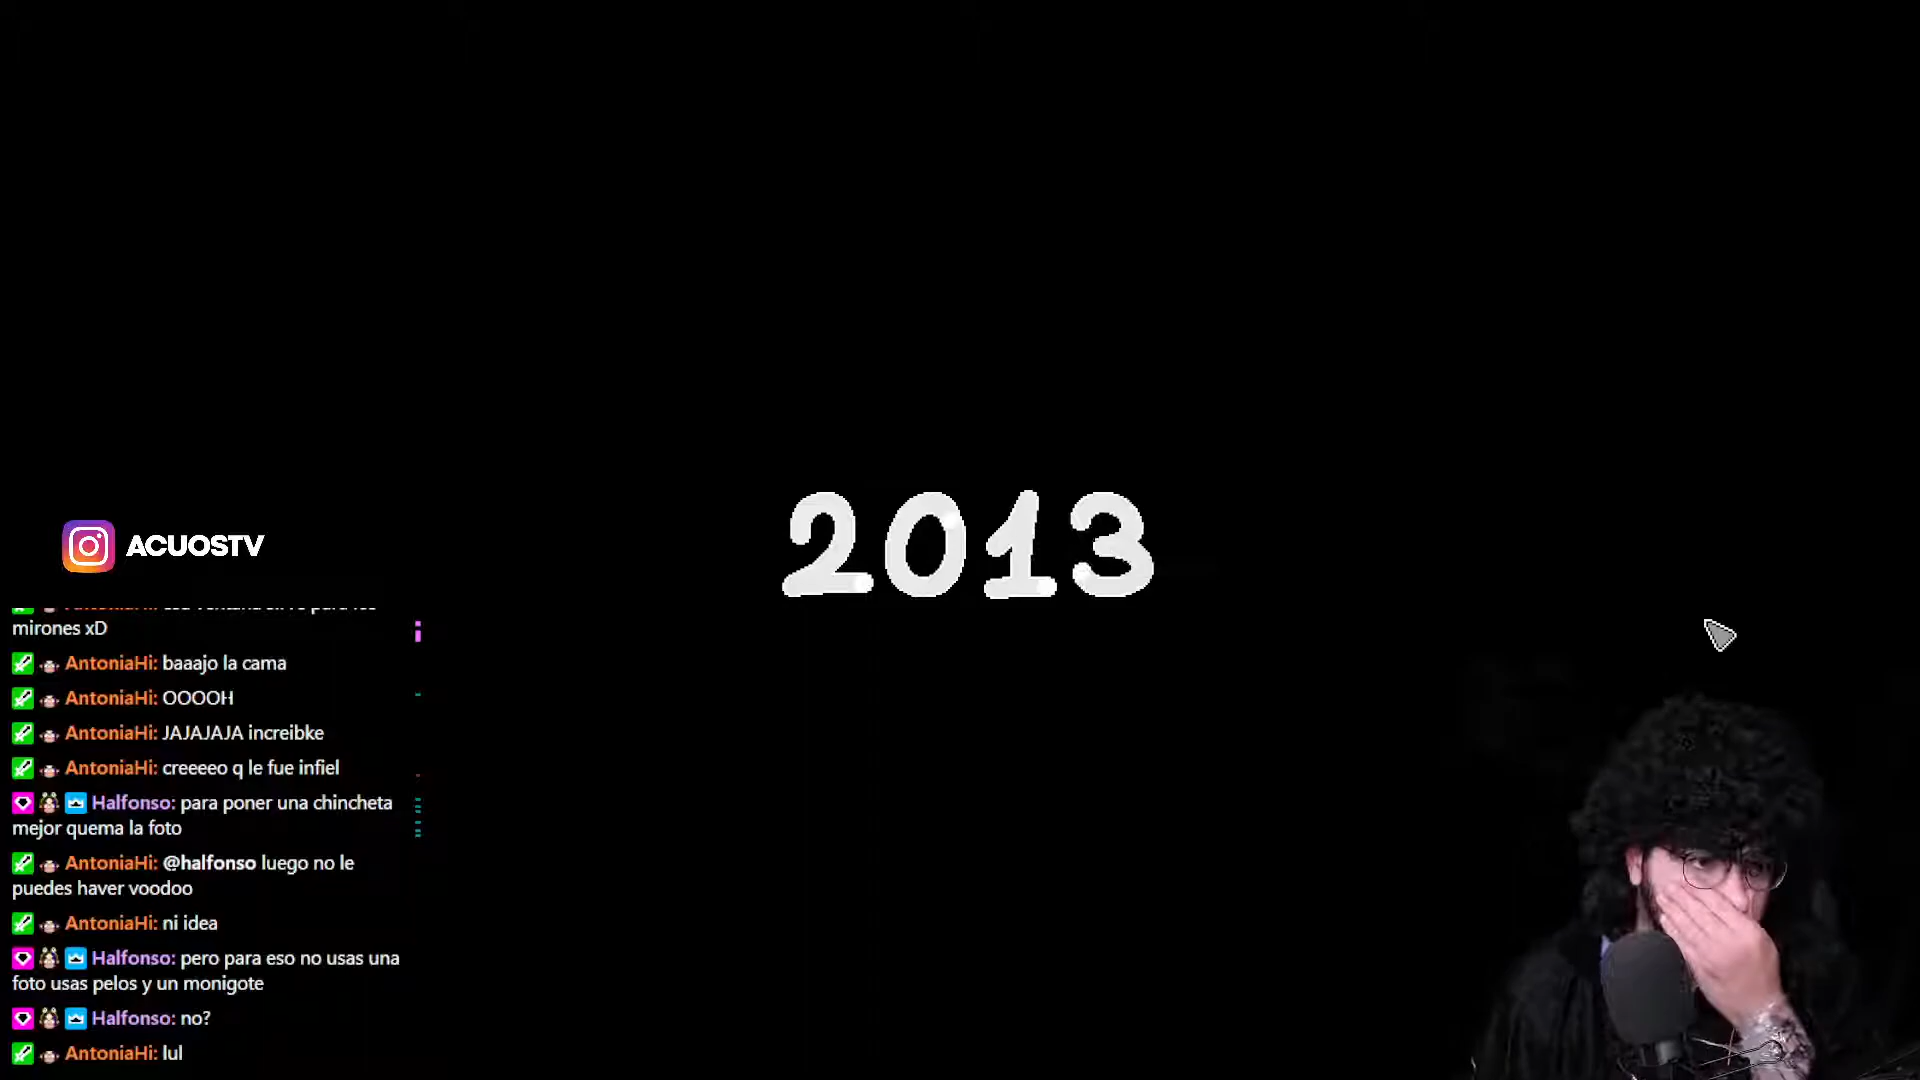 2013
ACUOSTV
mirones xD
AntoniaHi: baaajo la cama
AntoniaHi: OOOOH
AntoniaHi: JAJAJAJA increibke
AntoniaHi: creeeeo q le fue infiel
Halfonso: para poner una chincheta
mejor quema la foto
AntoniaHi: @halfonso luego no le
puedes haver voodoo
AntoniaHi: ni idea
Halfonso: pero para eso no usas una
foto usas pelos y un monigote
Halfonso: no?
AntoniaHi: lul